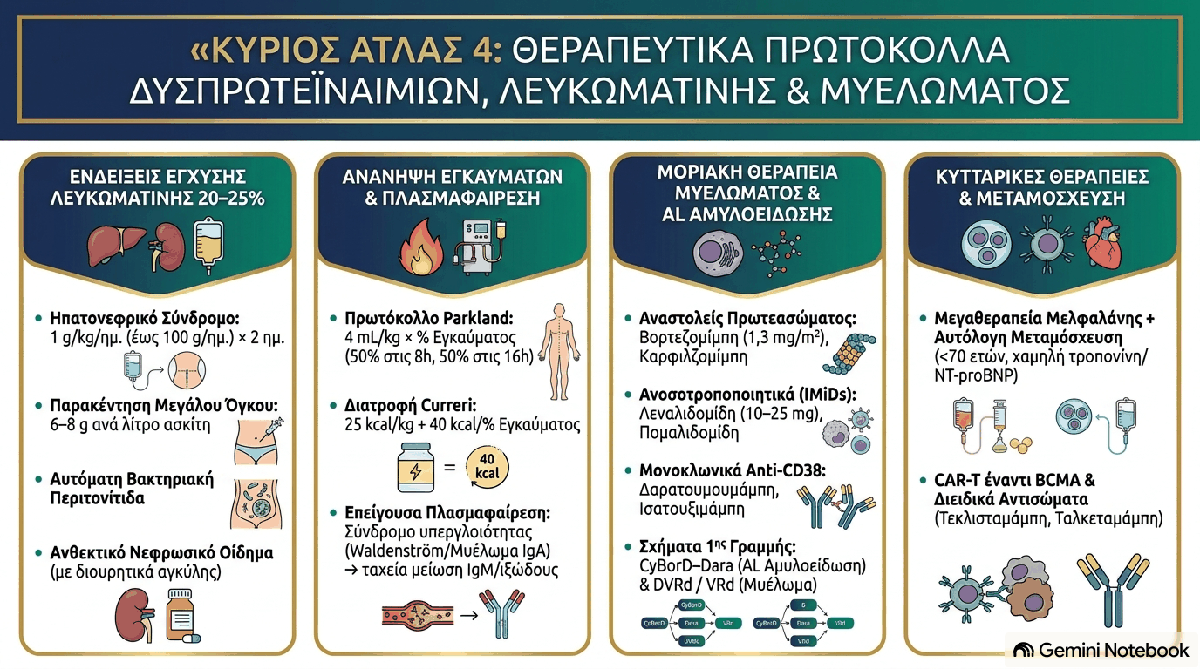 «ΚΥΡΙΟΣ ΑΤΛΑΣ 4: ΘΕΡΑΠΕΥΤΙΚΑ ΠΡΩΤΟΚΟΛΛΑ
ΔΥΣΠΡΩΤΕΪΝΑΙΜΙΩΝ, ΛΕΥΚΩΜΑΤΙΝΗΣ & ΜΥΕΛΩΜΑΤΟΣ
ΕΝΔΕΙΞΕΙΣ ΕΓΧΥΣΗΣ
ΛΕΥΚΩΜΑΤΙΝΗΣ 20–25%
• Ηπατονεφρικό Σύνδρομο:
1 g/kg/ημ. (έως 100 g/ημ.) × 2 ημ.
• Παρακέντηση Μεγάλου Όγκου:
6–8 g ανά λίτρο ασκίτη
• Αυτόματη Βακτηριακή
Περιτονίτιδα
• Ανθεκτικό Νεφρωσικό Οίδημα
(με διουρητικά αγκύλης)
ΑΝΑΝΗΨΗ ΕΓΚΑΥΜΑΤΩΝ
& ΠΛΑΣΜΑΦΑΙΡΕΣΗ
• Πρωτόκολλο Parkland:
4 mL/kg × % Εγκαύματος
(50% στις 8h, 50% στις 16h)
• Διατροφή Curreri:
25 kcal/kg + 40 kcal/% Εγκαύματος
=
40
kcal
• Επείγουσα Πλασμαφαίρεση:
Σύνδρομο υπεργλοιότητας
(Waldenström/Μυέλωμα IgA)
→ ταχεία μείωση IgM/ιξώδους
ΜΟΡΙΑΚΗ ΘΕΡΑΠΕΙΑ
ΜΥΕΛΩΜΑΤΟΣ &
AL ΑΜΥΛΟΕΙΔΩΣΗΣ
• Αναστολείς Πρωτεασώματος:
Βορτεζομίμπη (1,3 mg/m²),
Καρφιλζομίμπη
• Ανοσοτροποποιητικά (IMiDs):
Λεναλιδομίδη (10–25 mg),
Πομαλιδομίδη
• Μονοκλωνικά Anti-CD38:
Δαρατουμουμάμπη,
Ισατουξιμάμπη
• Σχήματα 1ης Γραμμής:
CyBorD–Dara (AL Αμυλοείδωση)
& DVRd / VRd (Μυέλωμα)
ΚΥΤΤΑΡΙΚΕΣ ΘΕΡΑΠΕΙΕΣ
& ΜΕΤΑΜΟΣΧΕΥΣΗ
• Μεγαθεραπεία Μελφαλάνης +
Αυτόλογη Μεταμόσχευση
(<70 ετών, χαμηλή τροπονίνη/
NT-proBNP)
• CAR-T έναντι BCMA &
Διειδικά Αντισώματα
(Τεκλισταμάμπη, Ταλκεταμάμπη)
Gemini Notebook